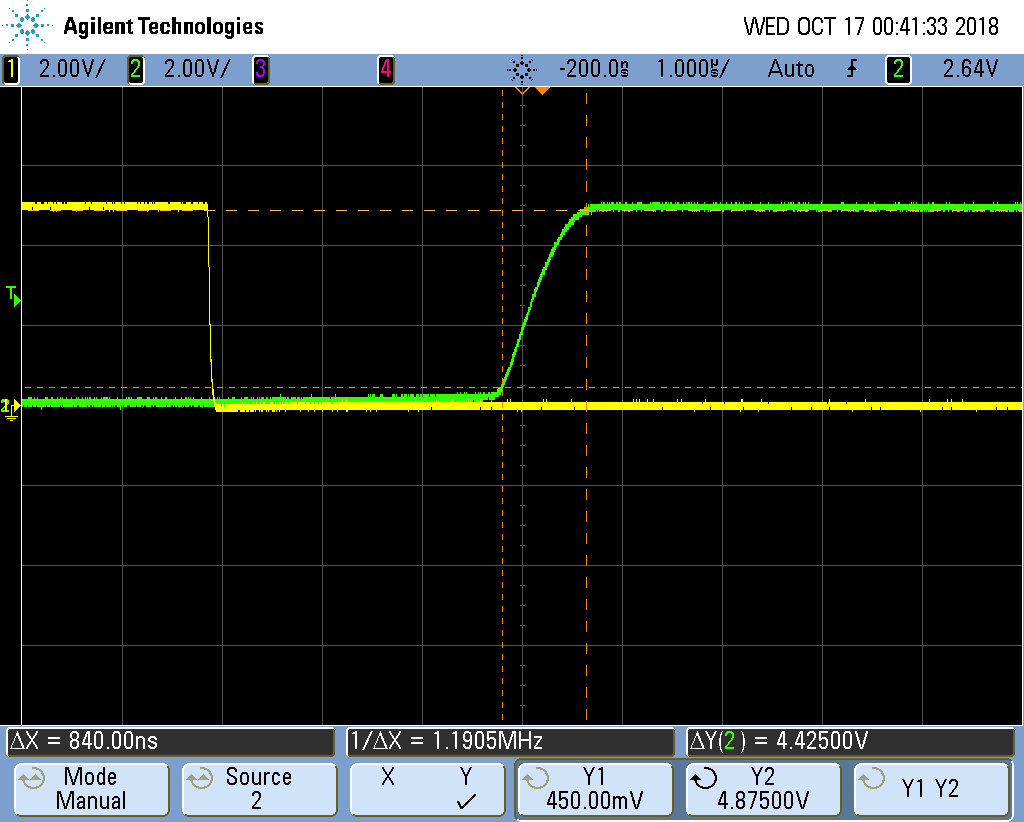 Agilent Technologies WED OCT 17 00:41:33 2018
1 2.00V/ 2 2.00V/ 3 4 -200.0ns 1.000us/ Auto 2 2.64V
T
2
ΔX = 840.00ns 1/ΔX = 1.1905MHz ΔY(2) = 4.42500V
Mode Source X Y Y1 Y2 Y1 Y2
Manual 2 ✓ 450.00mV 4.87500V